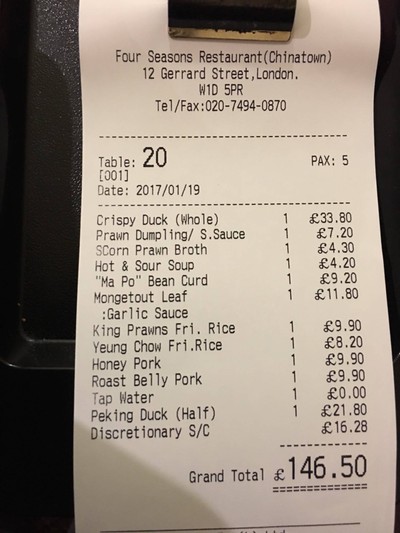 Four Seasons Restaurant(Chinatown)
12 Gerrard Street,London.
W1D 5PR
Tel/Fax:020-7494-0870
Table: 20 PAX: 5
[001]
Date: 2017/01/19
Crispy Duck (Whole) 1 £33.80
Prawn Dumpling/ S.Sauce 1 £7.20
SCorn Prawn Broth 1 £4.30
Hot & Sour Soup 1 £4.20
"Ma Po" Bean Curd 1 £9.20
Mongetout Leaf 1 £11.80
:Garlic Sauce
King Prawns Fri. Rice 1 £9.90
Yeung Chow Fri.Rice 1 £8.20
Honey Pork 1 £9.90
Roast Belly Pork 1 £9.90
Tap Water 1 £0.00
Peking Duck (Half) 1 £21.80
Discretionary S/C £16.28
Grand Total £146.50